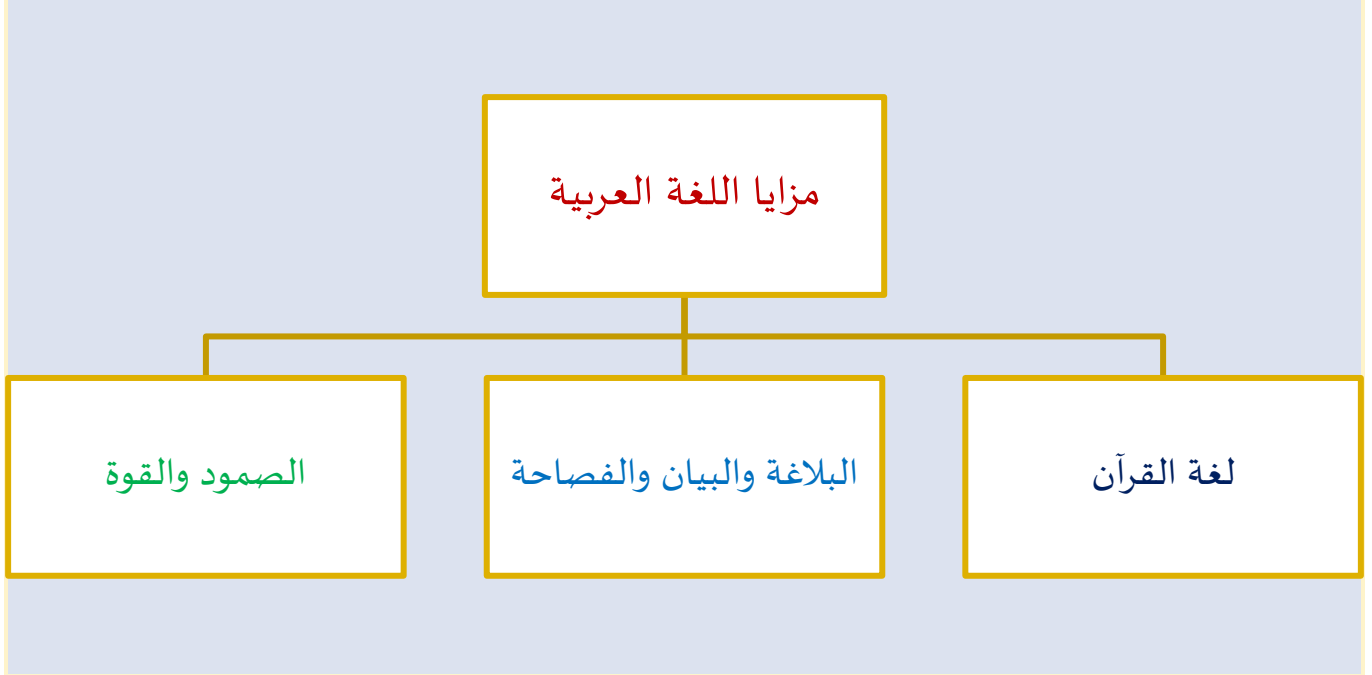 مزايا اللغة العربية
لغة القرآن
البلاغة والبيان والفصاحة
الصمود والقوة